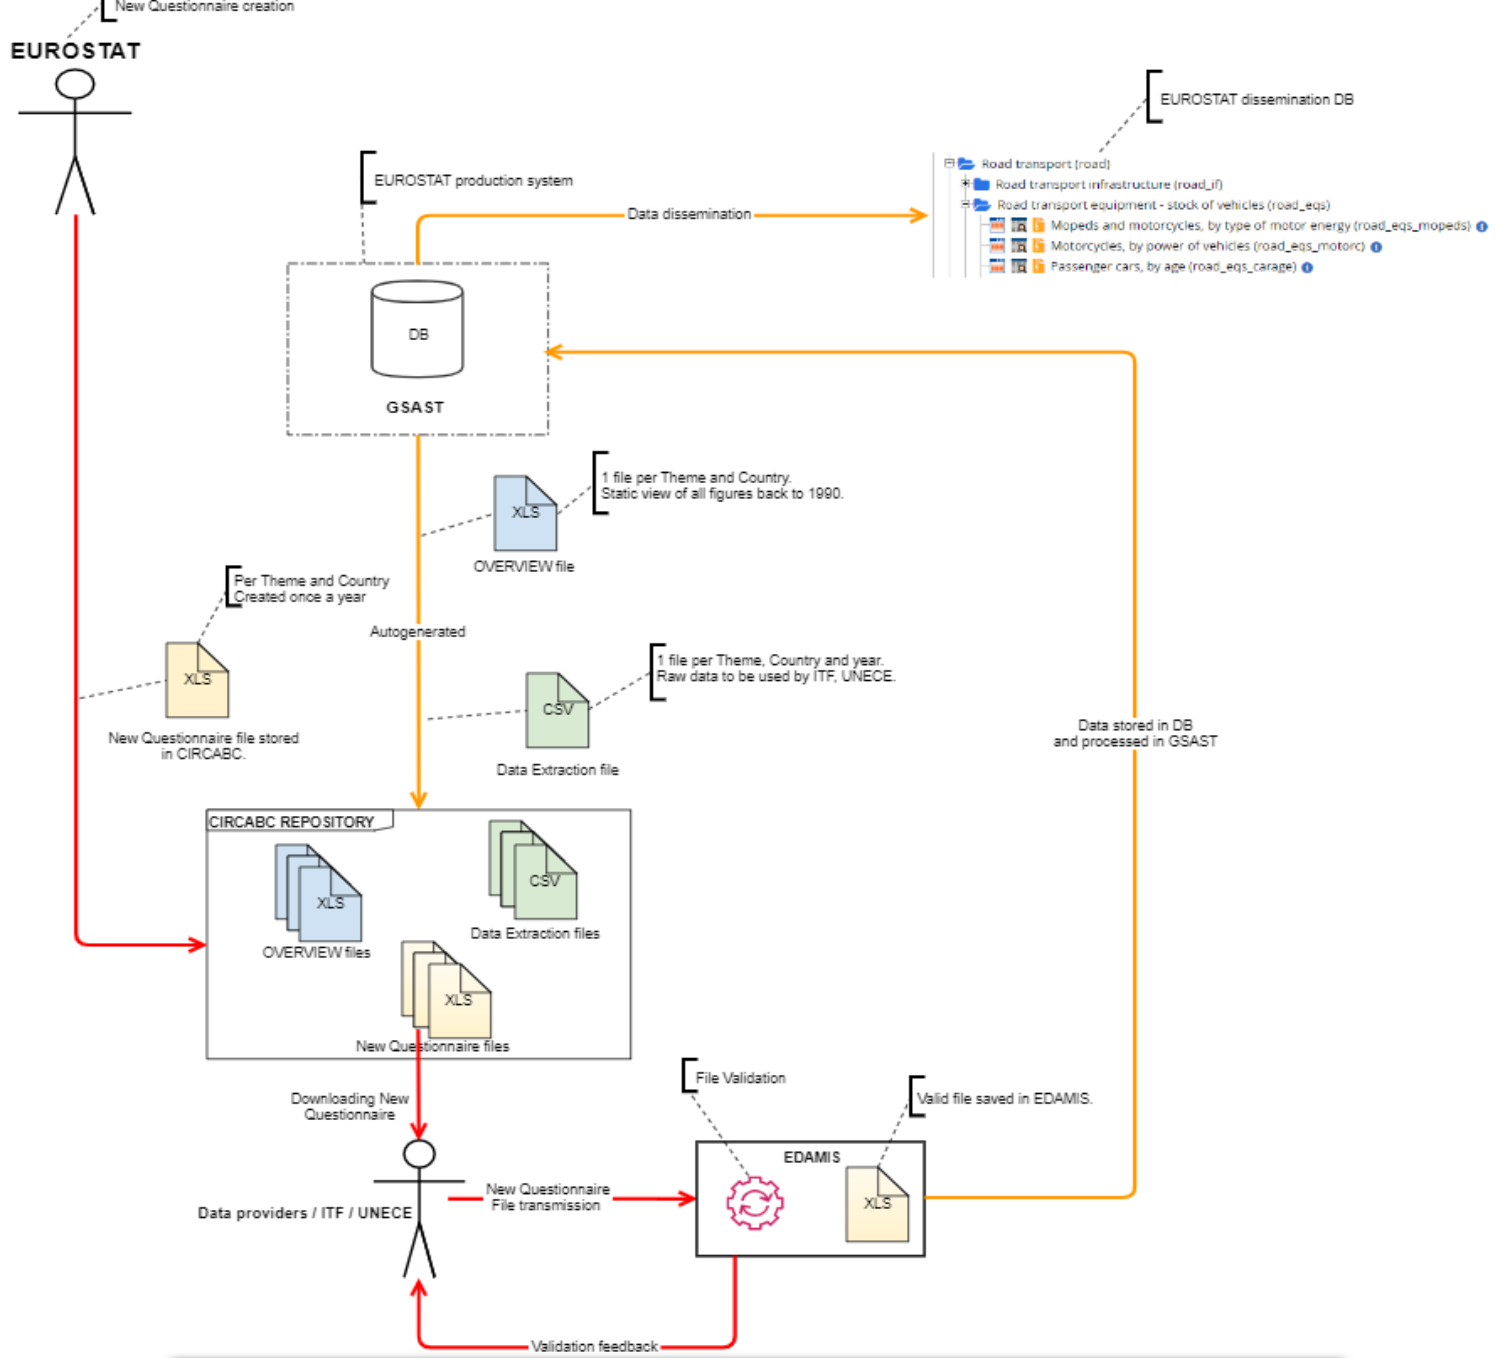 New Questionnaire creation
EUROSTAT
EUROSTAT dissemination DB
Road transport (road)
Road transport infrastructure (road_if)
Road transport equipment - stock of vehicles (road_eqs)
Mopeds and motorcycles, by type of motor energy (road_eqs_mopeds)
Motorcycles, by power of vehicles (road_eqs_motorc)
Passenger cars, by age (road_eqs_carage)
EUROSTAT production system
Data dissemination
DB
GSAST
1 file per Theme and Country.
Static view of all figures back to 1990.
XLS
OVERVIEW file
Per Theme and Country
Created once a year
Autogenerated
1 file per Theme, Country and year.
Raw data to be used by ITF, UNECE.
XLS
CSV
New Questionnaire file stored
in CIRCABC.
Data Extraction file
Data stored in DB
and processed in GSAST
CIRCABC REPOSITORY
XLS
OVERVIEW files
CSV
Data Extraction files
XLS
New Questionnaire files
Downloading New
Questionnaire
File Validation
Valid file saved in EDAMIS.
EDAMIS
XLS
New Questionnaire
File transmission
Data providers / ITF / UNECE
Validation feedback